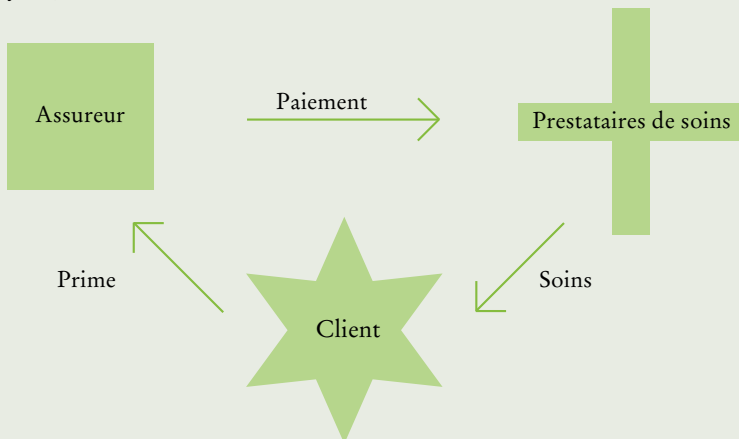 Assureur
Paiement
Prestataires de soins
Prime
Soins
Client